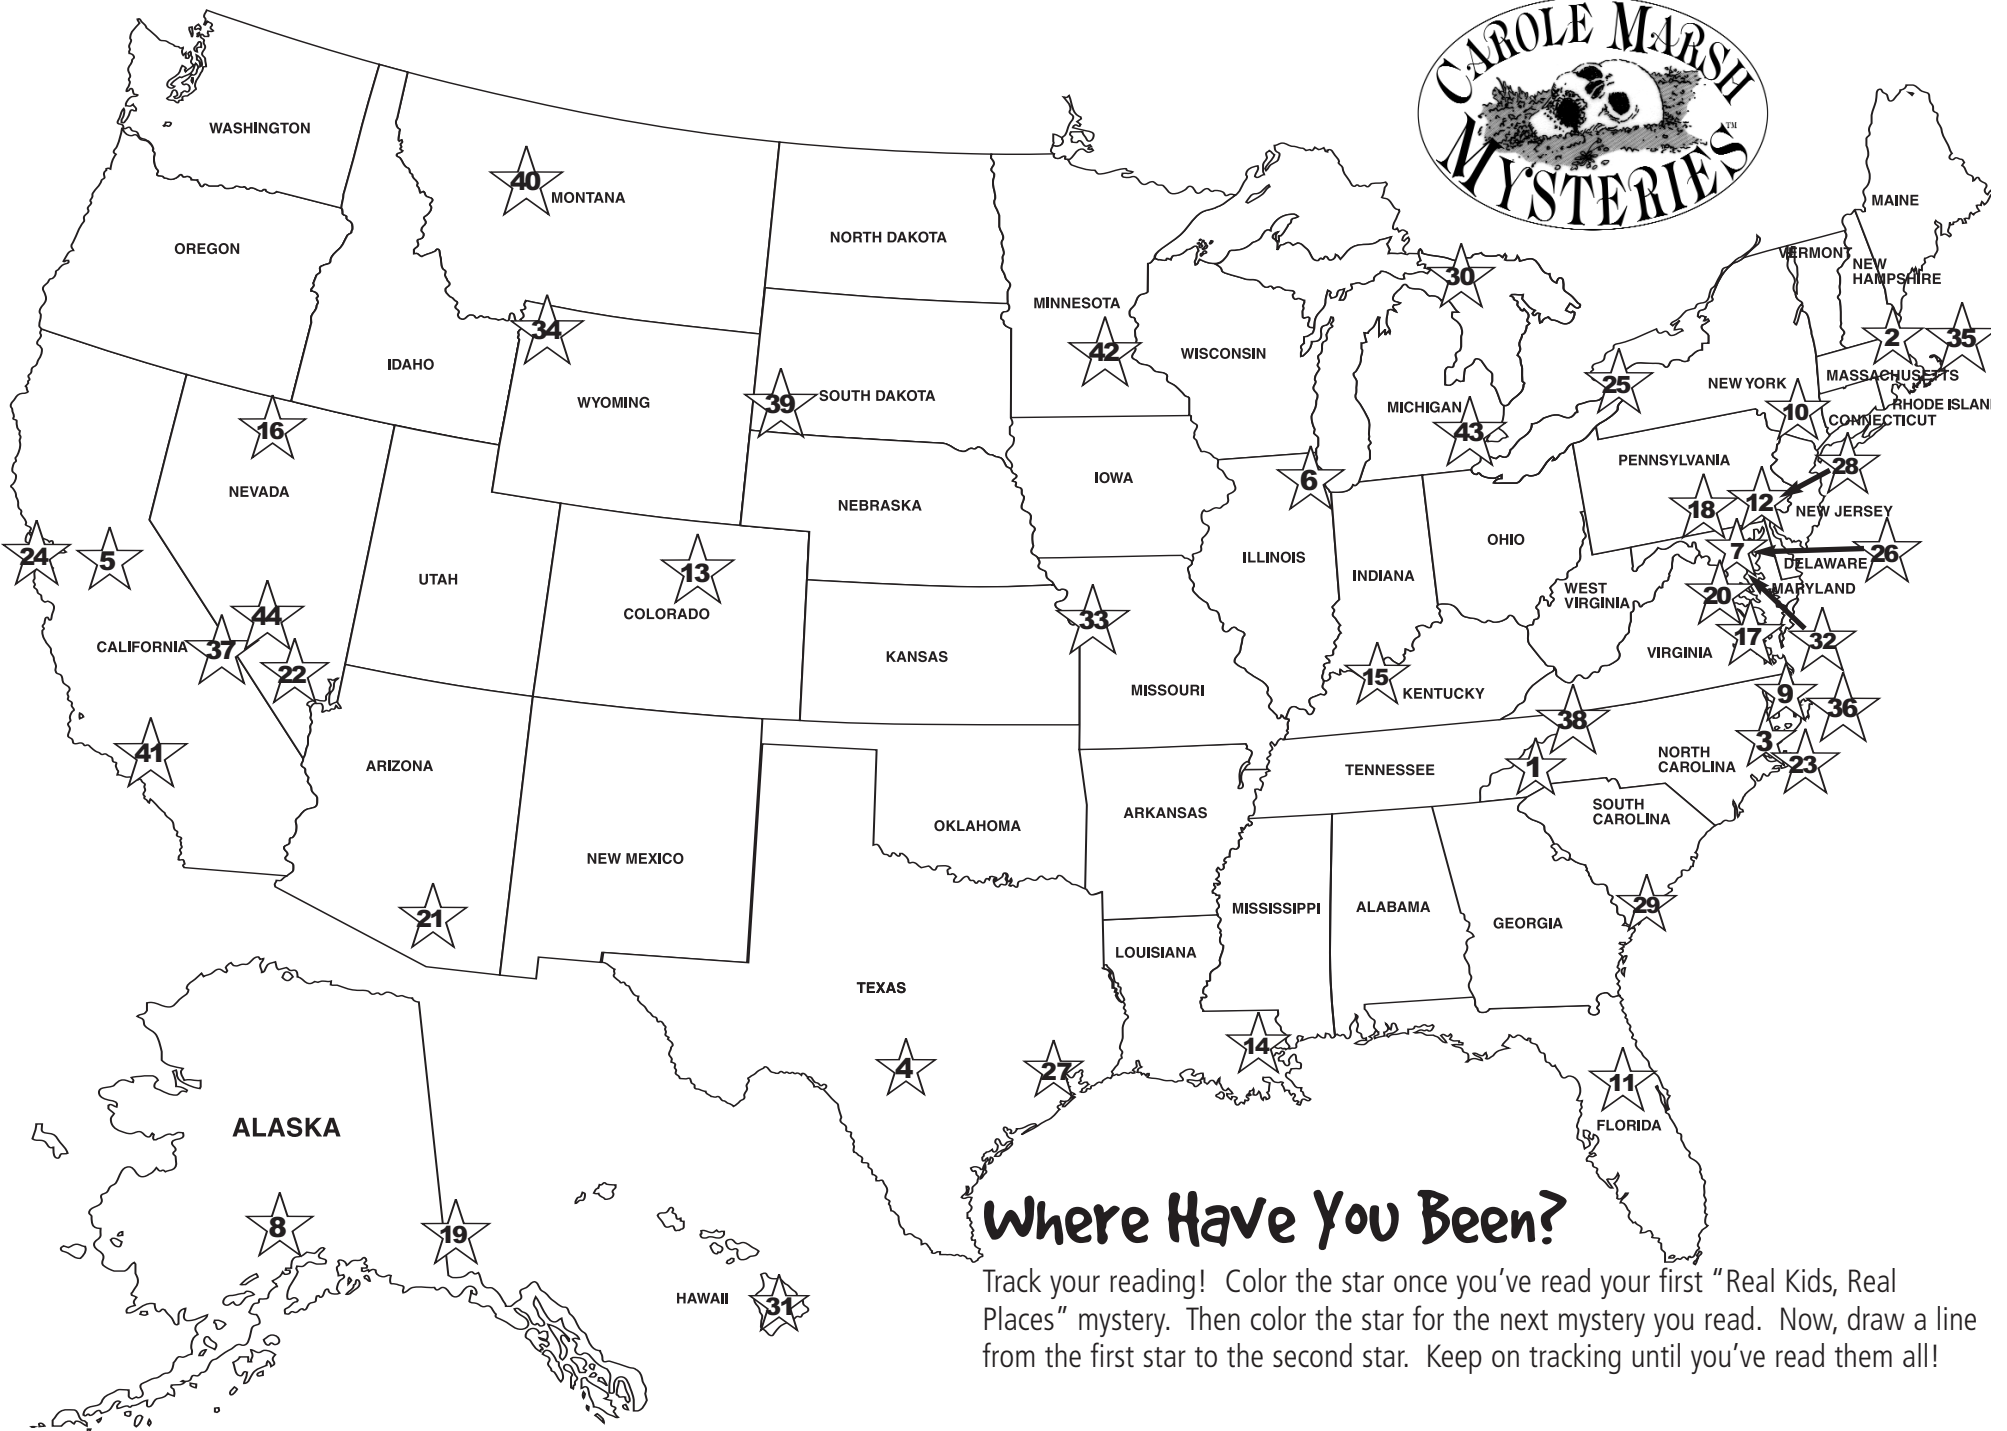 CAROLE MARSH
MYSTERIES™
WASHINGTON
40
MONTANA
OREGON
NORTH DAKOTA
MAINE
VERMONT
NEW
HAMPSHIRE
30
MINNESOTA
34
42
2
35
IDAHO
WISCONSIN
WYOMING
39
SOUTH DAKOTA
25
NEW YORK
MASSACHUSETTS
MICHIGAN
10
RHODE ISLAN
CONNECTICUT
16
43
PENNSYLVANIA
28
NEVADA
IOWA
6
NEBRASKA
18
12
NEW JERSEY
24
5
OHIO
7
26
ILLINOIS
DELAWARE
UTAH
13
INDIANA
WEST
VIRGINIA
20
MARYLAND
COLORADO
44
33
17
32
CALIFORNIA
37
KANSAS
VIRGINIA
22
15
KENTUCKY
MISSOURI
9
36
38
41
3
23
ARIZONA
TENNESSEE
1
NORTH
CAROLINA
SOUTH
CAROLINA
ARKANSAS
OKLAHOMA
NEW MEXICO
21
MISSISSIPPI
ALABAMA
29
GEORGIA
LOUISIANA
TEXAS
14
4
27
11
ALASKA
FLORIDA
8
19
HAWAII
31
Where Have You Been?
Track your reading! Color the star once you’ve read your first “Real Kids, Real
Places” mystery. Then color the star for the next mystery you read. Now, draw a line
from the first star to the second star. Keep on tracking until you’ve read them all!